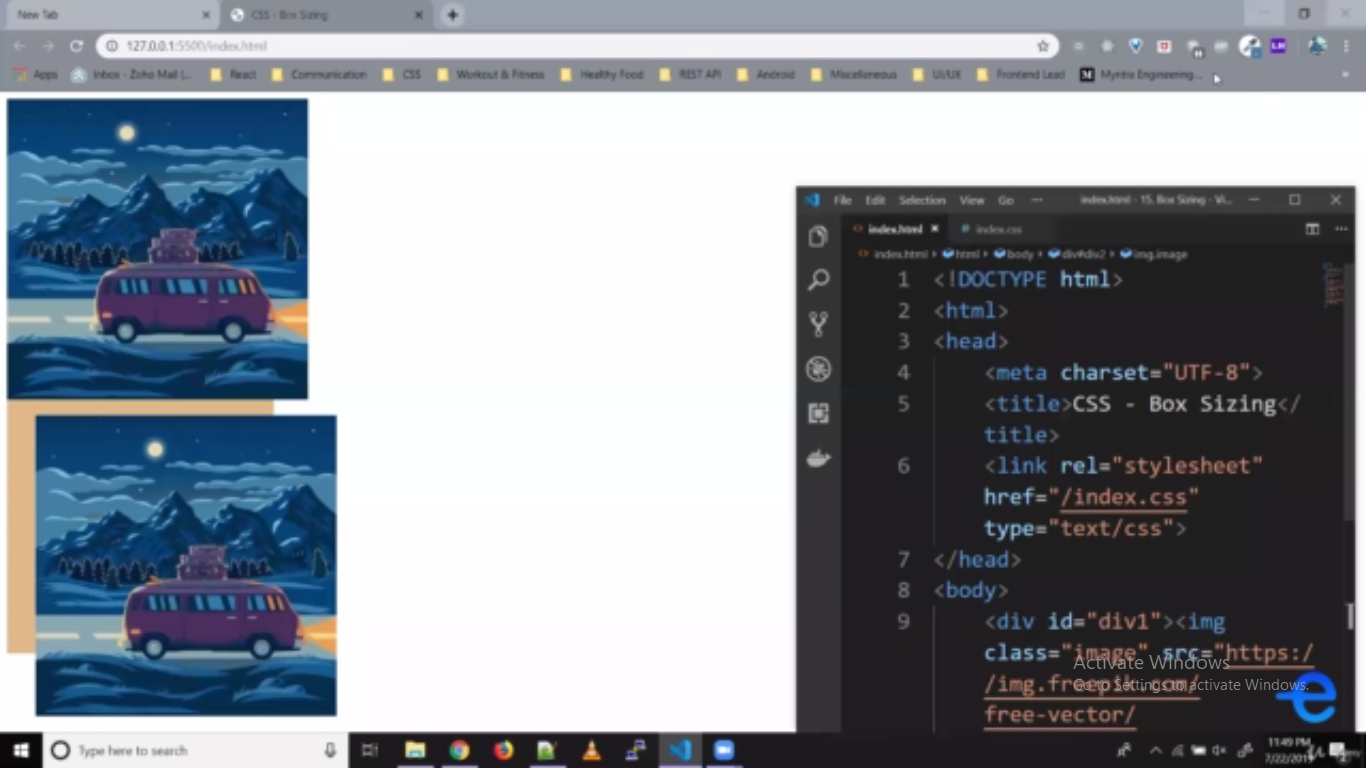 New Tab
CSS - Box Sizing
127.0.0.1:5500/index.html
Apps Inbox - Zoho Mail (... React Communication CSS Workout & Fitness Healthy Food REST API Android Miscellaneous UI/UX Frontend Lead M Myntra Engineering...
File Edit Selection View Go ··· index.html - 15. Box Sizing - Vi...
index.html index.css
index.html › html › body › div#div2 › img.image
1 <!DOCTYPE html>
2 <html>
3 <head>
4 <meta charset="UTF-8">
5 <title>CSS - Box Sizing</
title>
6 <link rel="stylesheet"
href="/index.css"
type="text/css">
7 </head>
8 <body>
9 <div id="div1"><img
class="image" src="https:/
/img.freepik.com/
free-vector/
Activate Windows
Go to Settings to activate Windows.
Type here to search
11:49 PM